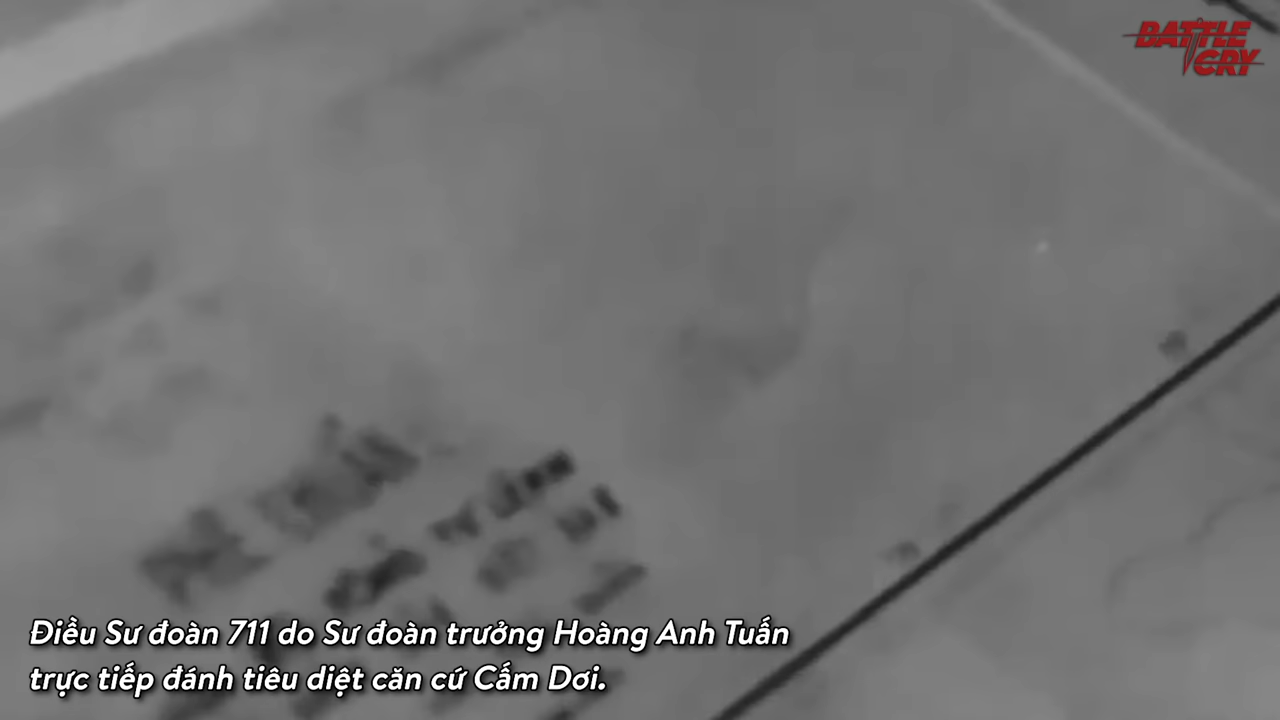 BATTLE
CRY
Điều Sư đoàn 711 do Sư đoàn trưởng Hoàng Anh Tuấn
trực tiếp đánh tiêu diệt căn cứ Cấm Dơi.